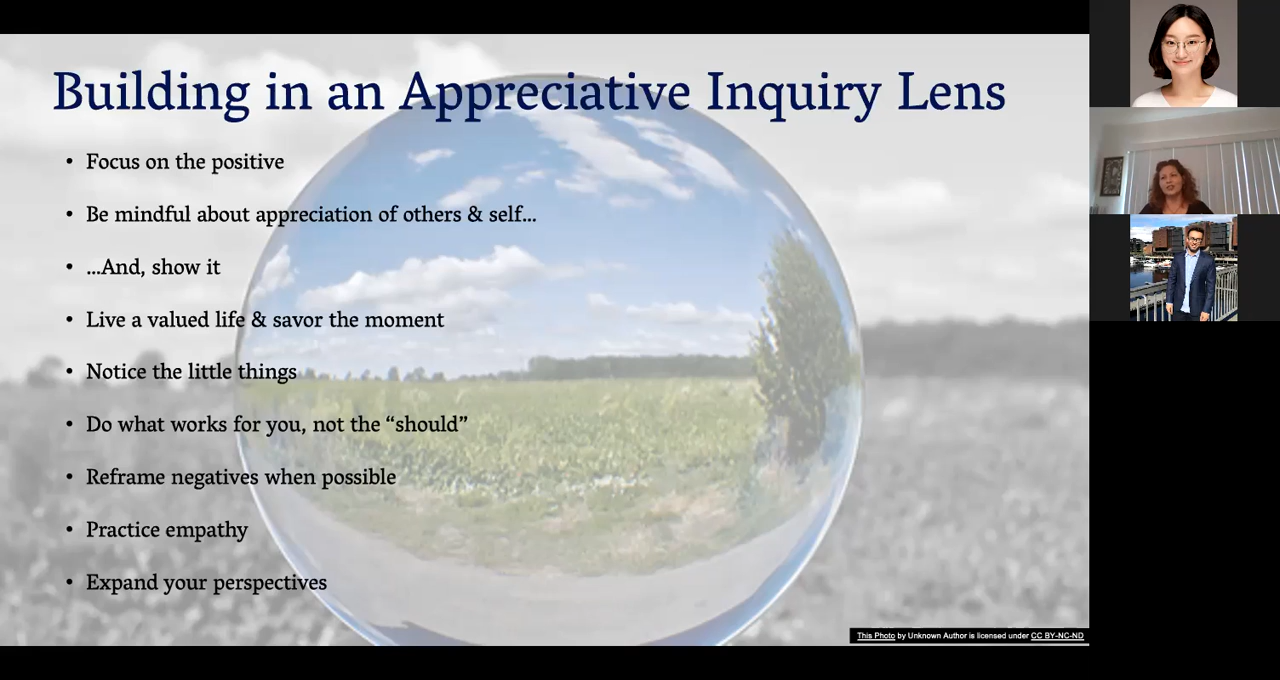 Building in an Appreciative Inquiry Lens
• Focus on the positive
• Be mindful about appreciation of others & self...
• ...And, show it
• Live a valued life & savor the moment
• Notice the little things
• Do what works for you, not the “should”
• Reframe negatives when possible
• Practice empathy
• Expand your perspectives
This Photo by Unknown Author is licensed under CC BY-NC-ND